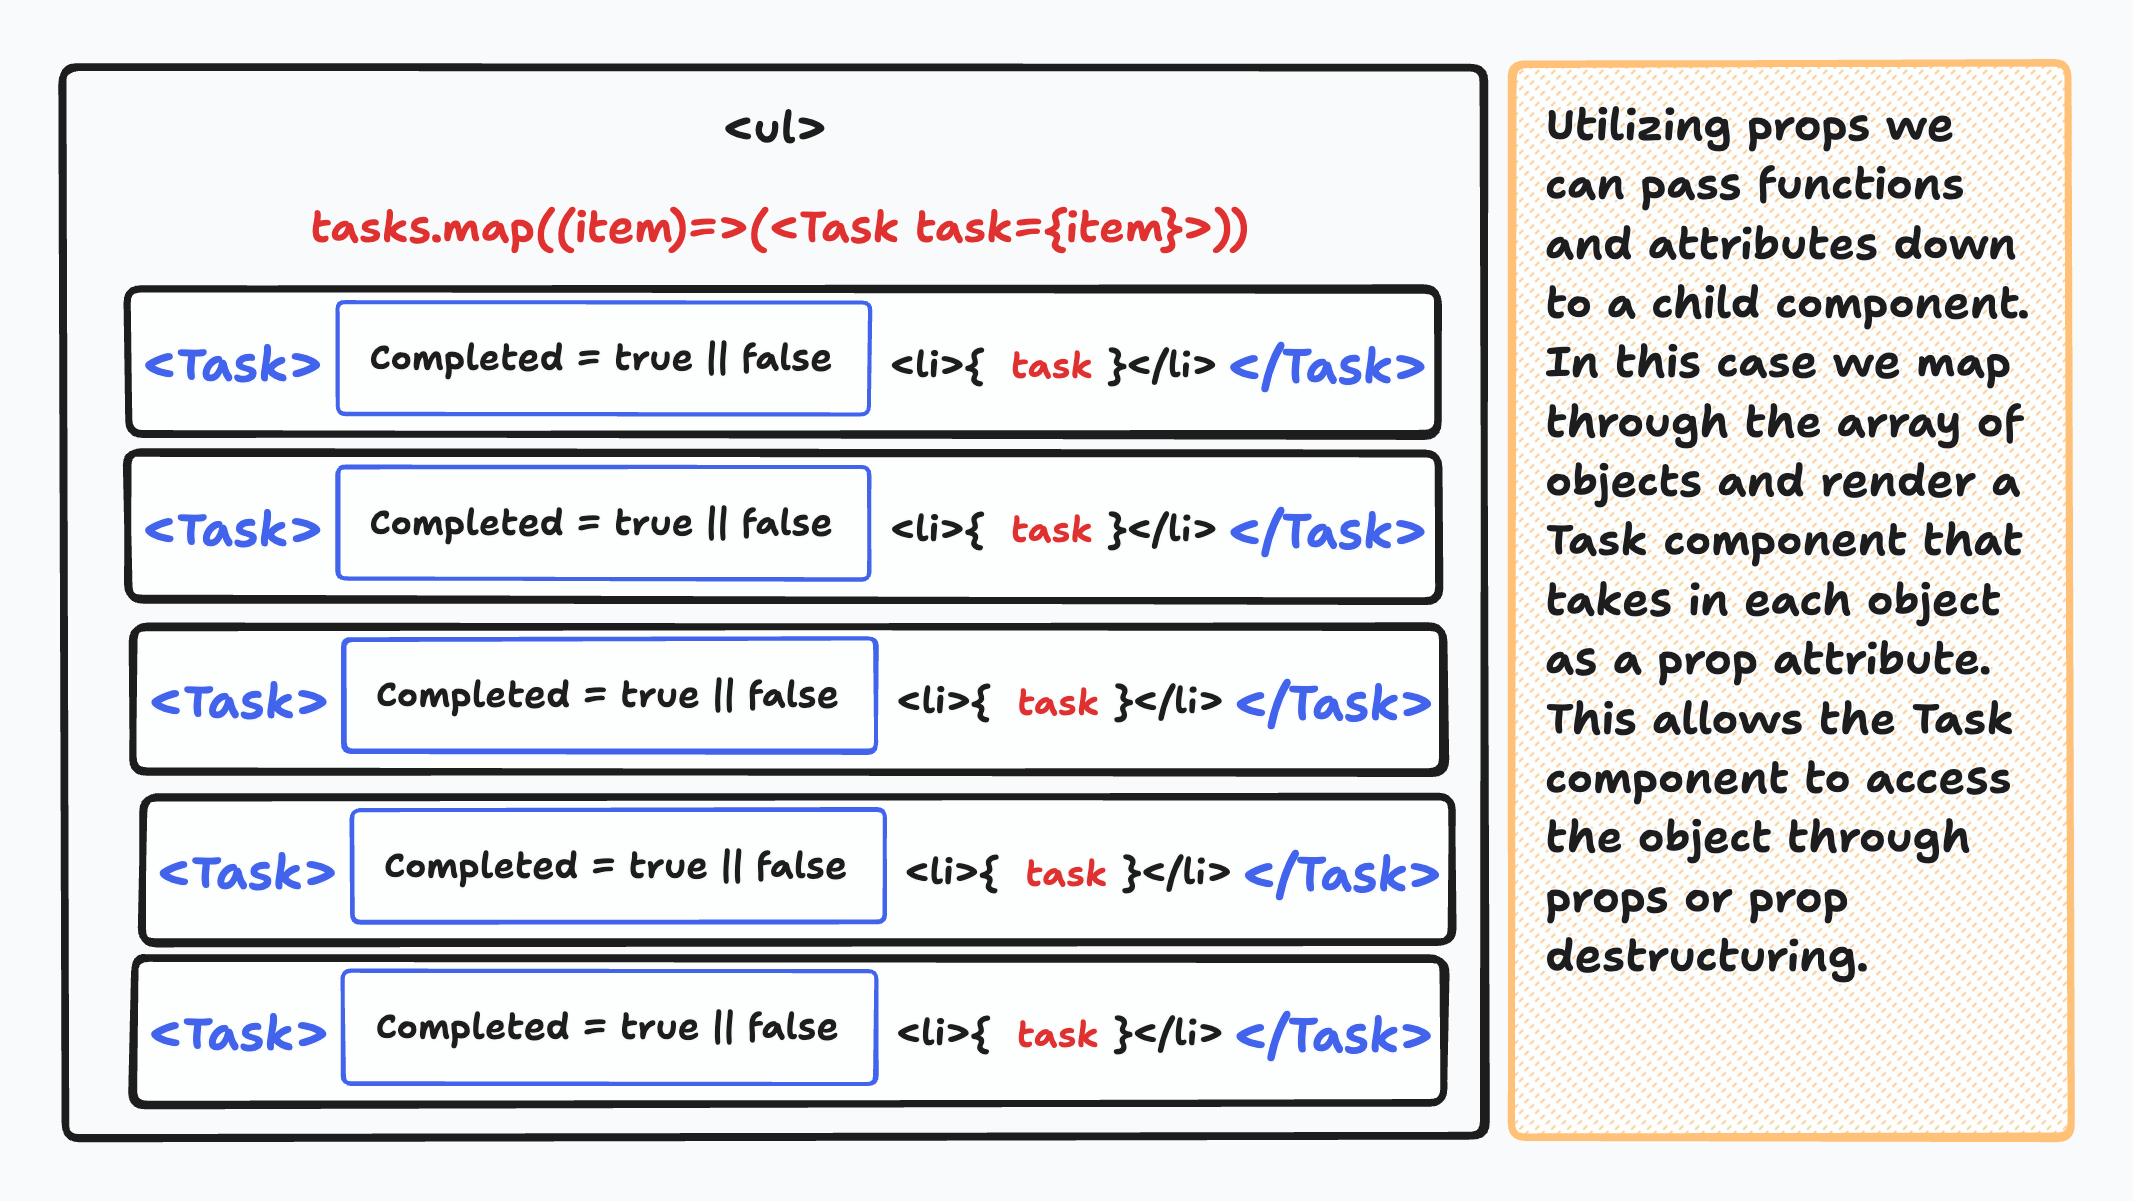 <ul>
tasks.map((item)=>(<Task task={item}>))
<Task> Completed = true || false <li>{ task }</li> </Task>
<Task> Completed = true || false <li>{ task }</li> </Task>
<Task> Completed = true || false <li>{ task }</li> </Task>
<Task> Completed = true || false <li>{ task }</li> </Task>
<Task> Completed = true || false <li>{ task }</li> </Task>
Utilizing props we
can pass functions
and attributes down
to a child component.
In this case we map
through the array of
objects and render a
Task component that
takes in each object
as a prop attribute.
This allows the Task
component to access
the object through
props or prop
destructuring.